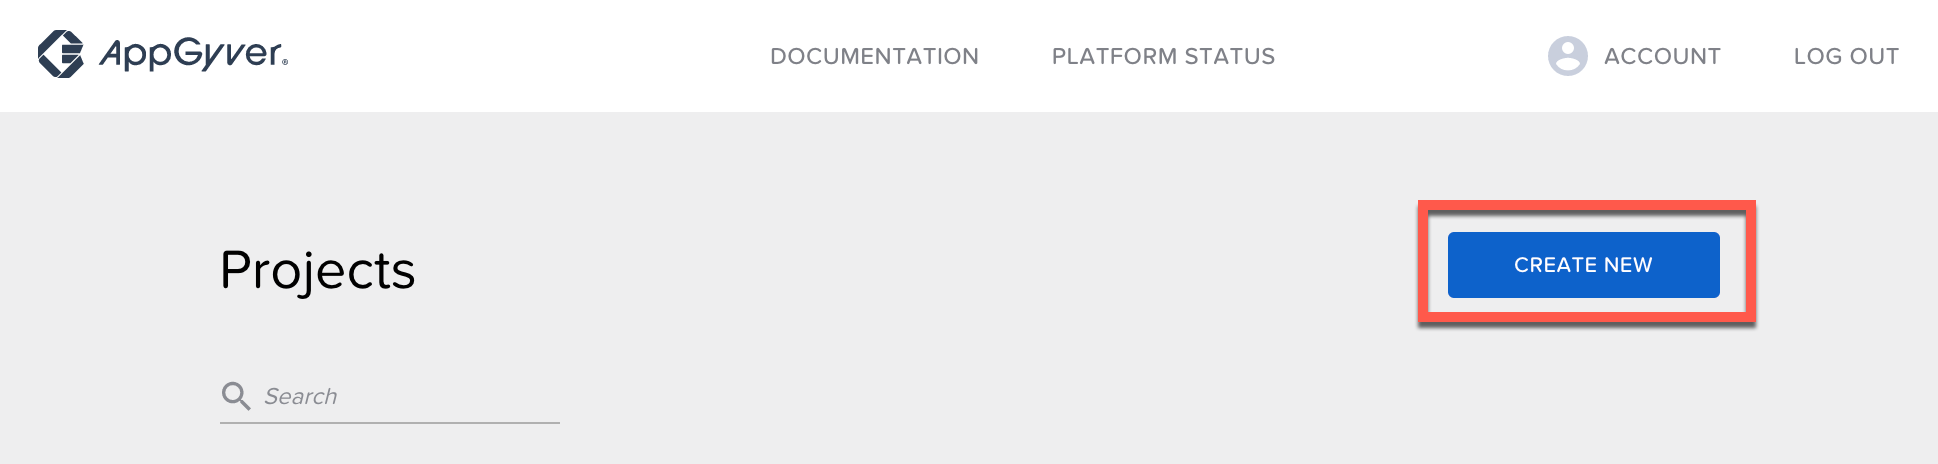 AppGyver®
DOCUMENTATION
PLATFORM STATUS
ACCOUNT
LOG OUT
Projects
CREATE NEW
Search